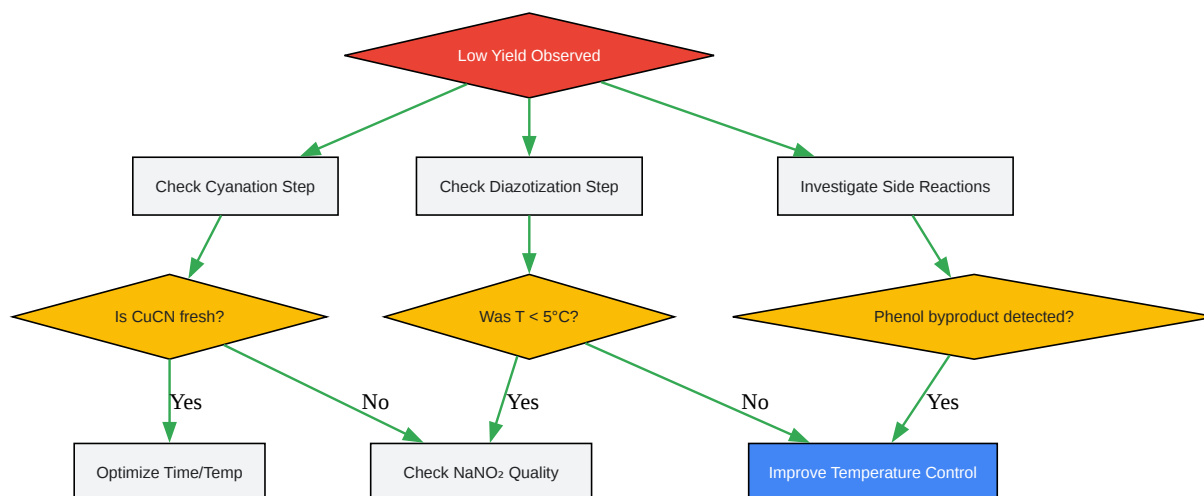 Low Yield Observed
Check Cyanation Step
Check Diazotization Step
Investigate Side Reactions
Is CuCN fresh?
Was T < 5°C?
Phenol byproduct detected?
Yes
No
Yes
No
Yes
Optimize Time/Temp
Check NaNO₂ Quality
Improve Temperature Control